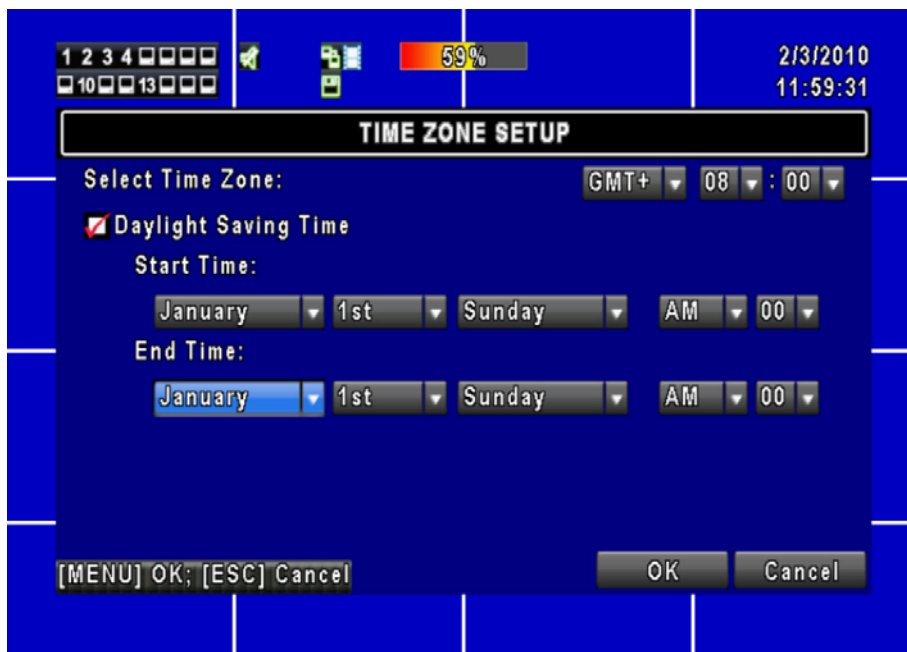 1 2 3 4
59%
2/3/2010
10 13
11:59:31
TIME ZONE SETUP
Select Time Zone: GMT+ 08 : 00
Daylight Saving Time
Start Time:
January 1st Sunday AM 00
End Time:
January 1st Sunday AM 00
[MENU] OK; [ESC] Cancel OK Cancel